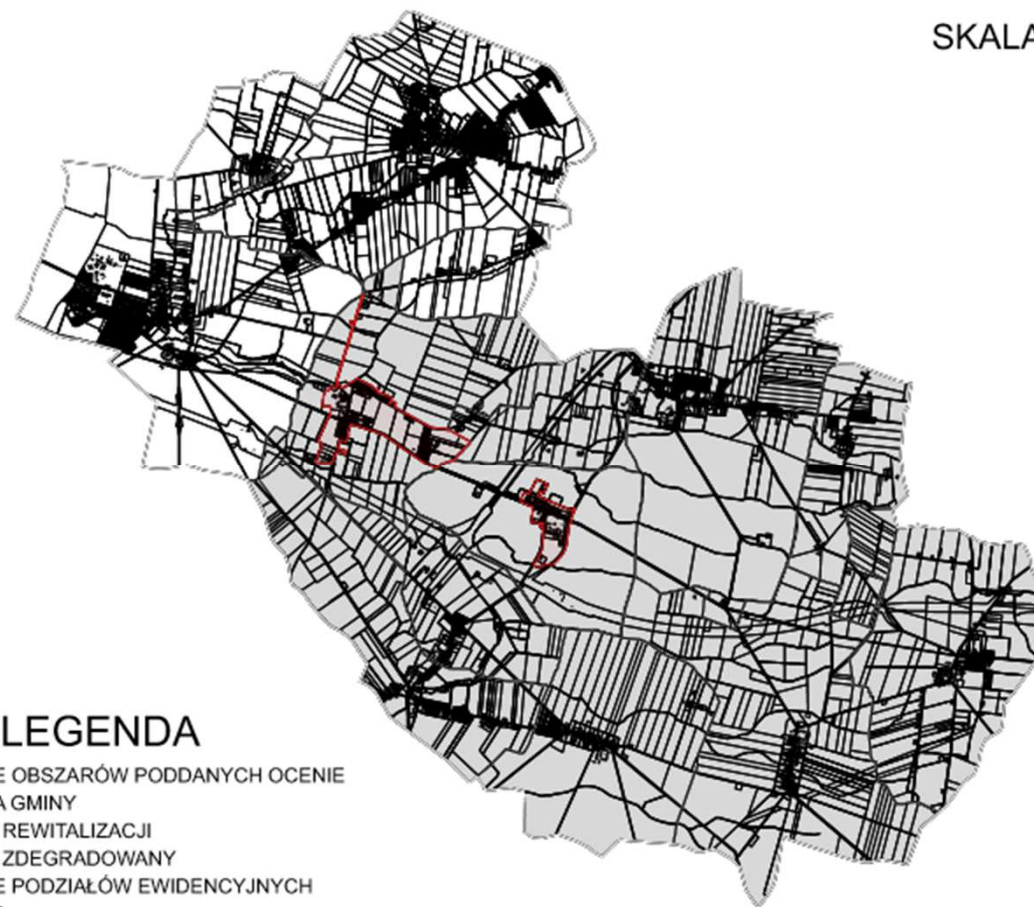 SKALA
LEGENDA
E OBSZARÓW PODDANYCH OCENIE
A GMINY
REWITALIZACJI
ZDEGRADOWANY
E PODZIAŁÓW EWIDENCYJNYCH